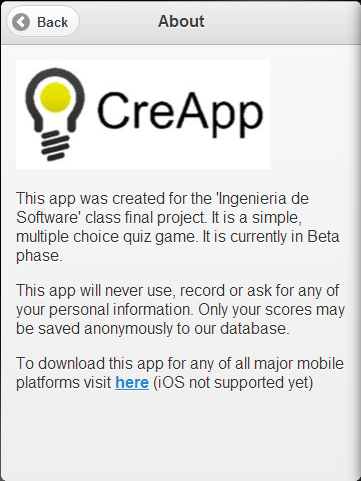 Back
About
CreApp
This app was created for the 'Ingenieria de
Software' class final project. It is a simple,
multiple choice quiz game. It is currently in Beta
phase.
This app will never use, record or ask for any of
your personal information. Only your scores may
be saved anonymously to our database.
To download this app for any of all major mobile
platforms visit here (iOS not supported yet)